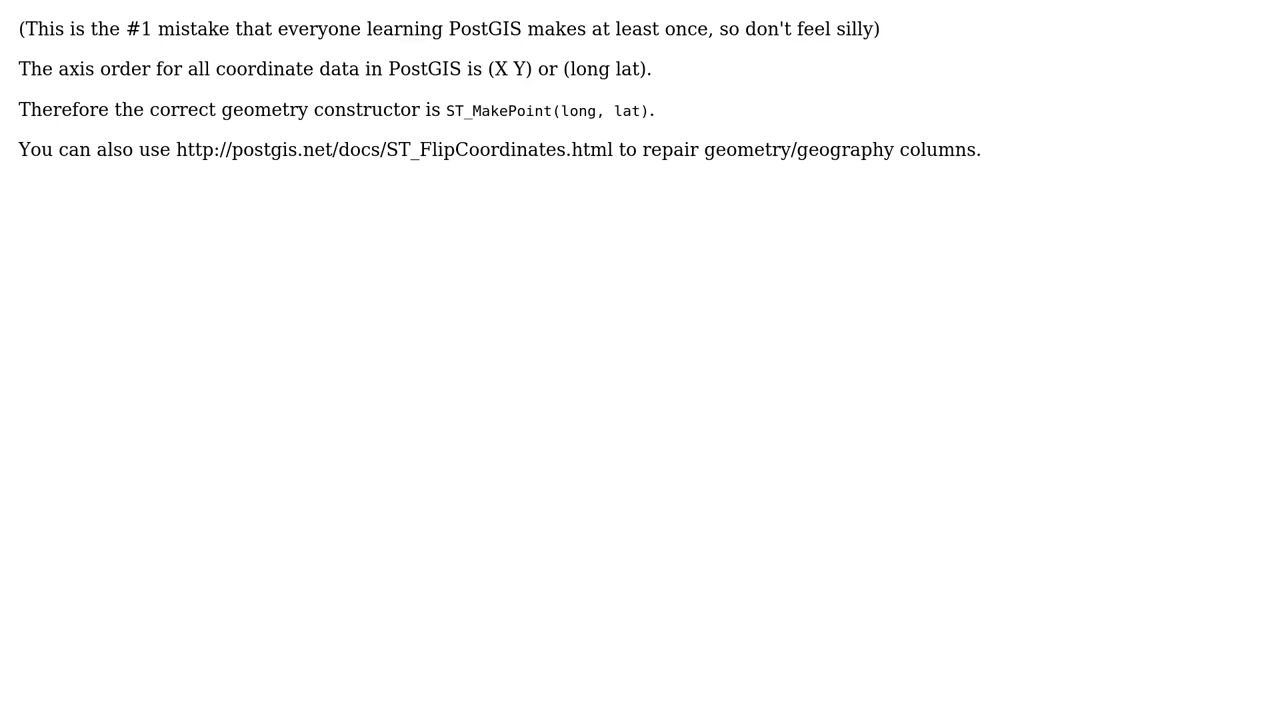 (This is the #1 mistake that everyone learning PostGIS makes at least once, so don't feel silly)
The axis order for all coordinate data in PostGIS is (X Y) or (long lat).
Therefore the correct geometry constructor is ST_MakePoint(long, lat).
You can also use http://postgis.net/docs/ST_FlipCoordinates.html to repair geometry/geography columns.